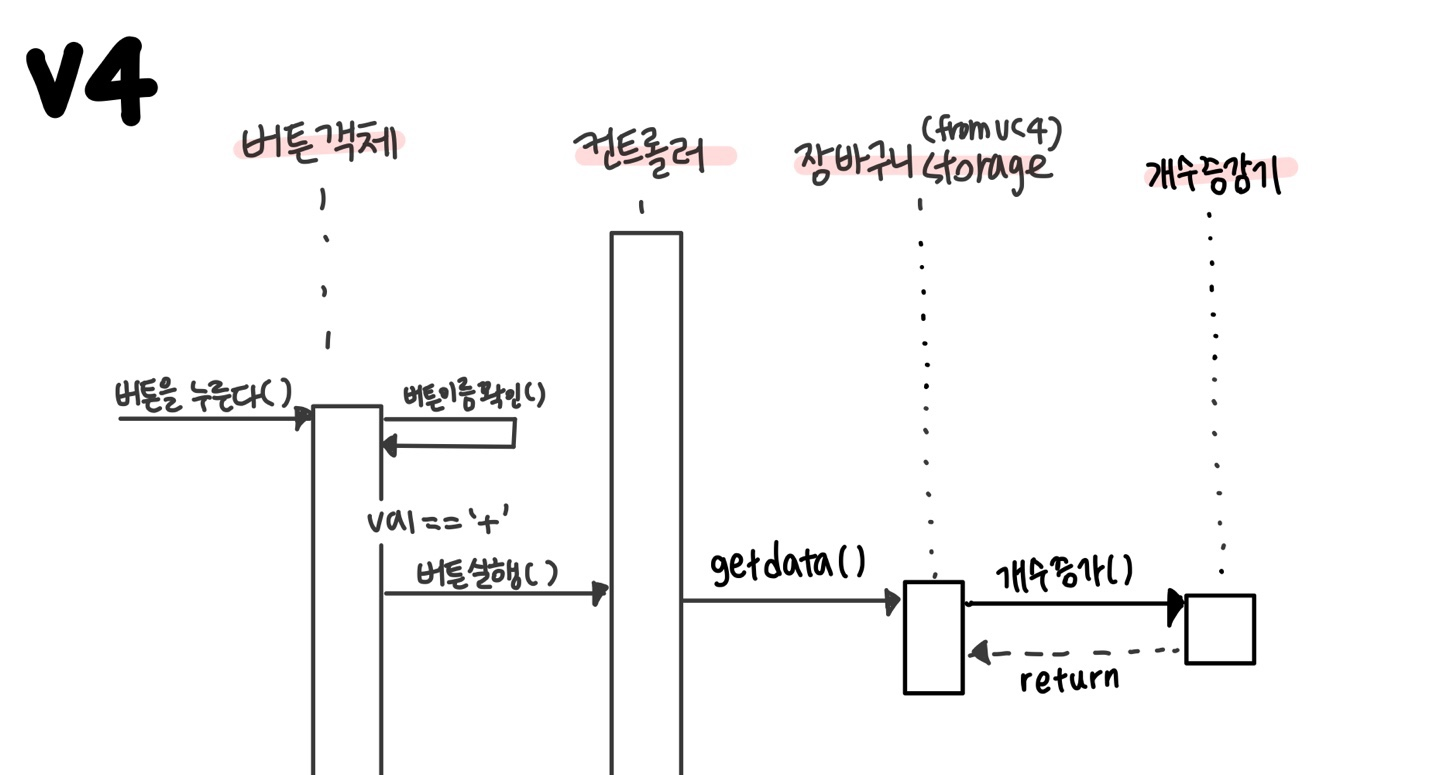 V4
버튼객체
컨트롤러
(from UC4)
장바구니 Storage
개수증감기
버튼을 누른다()
버튼이름확인()
val == '+'
버튼실행()
getdata()
개수증가()
return